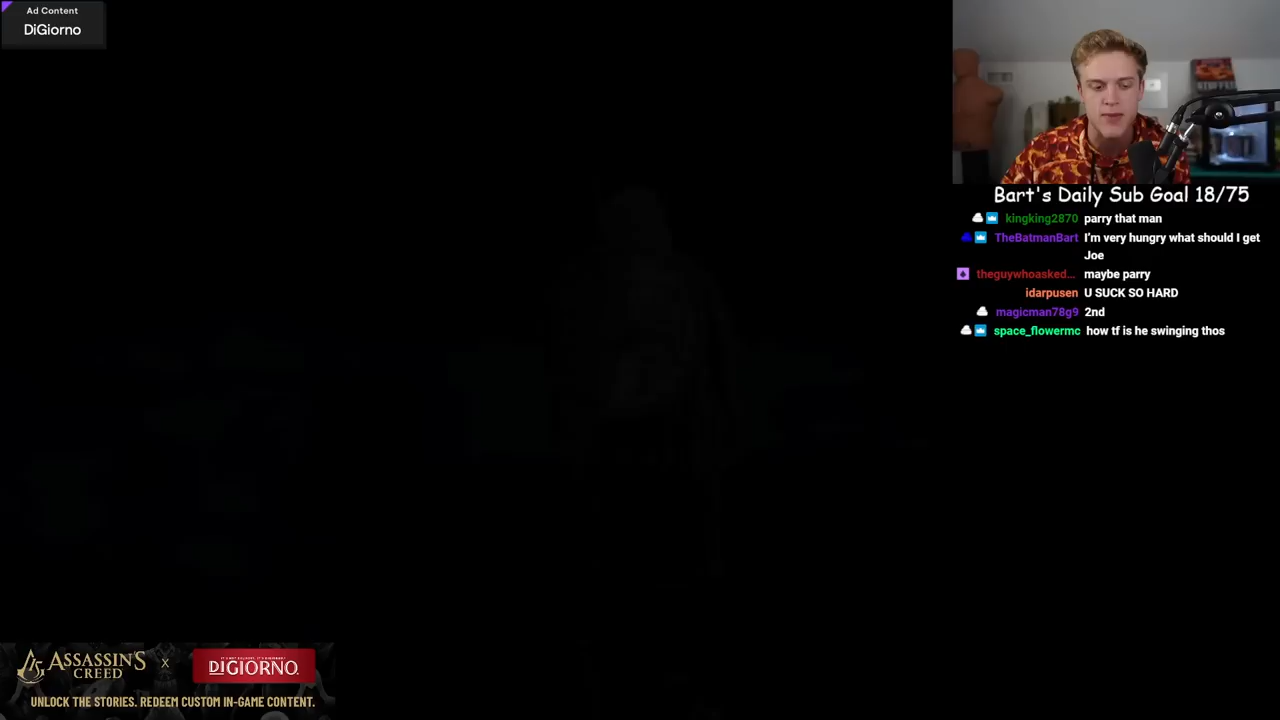 Ad Content
DiGiorno
Bart's Daily Sub Goal 18/75
kingking2870 parry that man
TheBatmanBart I'm very hungry what should I get
Joe
theguywhoasked... maybe parry
idarpusen U SUCK SO HARD
magicman78g9 2nd
space_flowermc how tf is he swinging thos
ASSASSIN'S
CREED
X
DIGIORNO.
UNLOCK THE STORIES. REDEEM CUSTOM IN-GAME CONTENT.